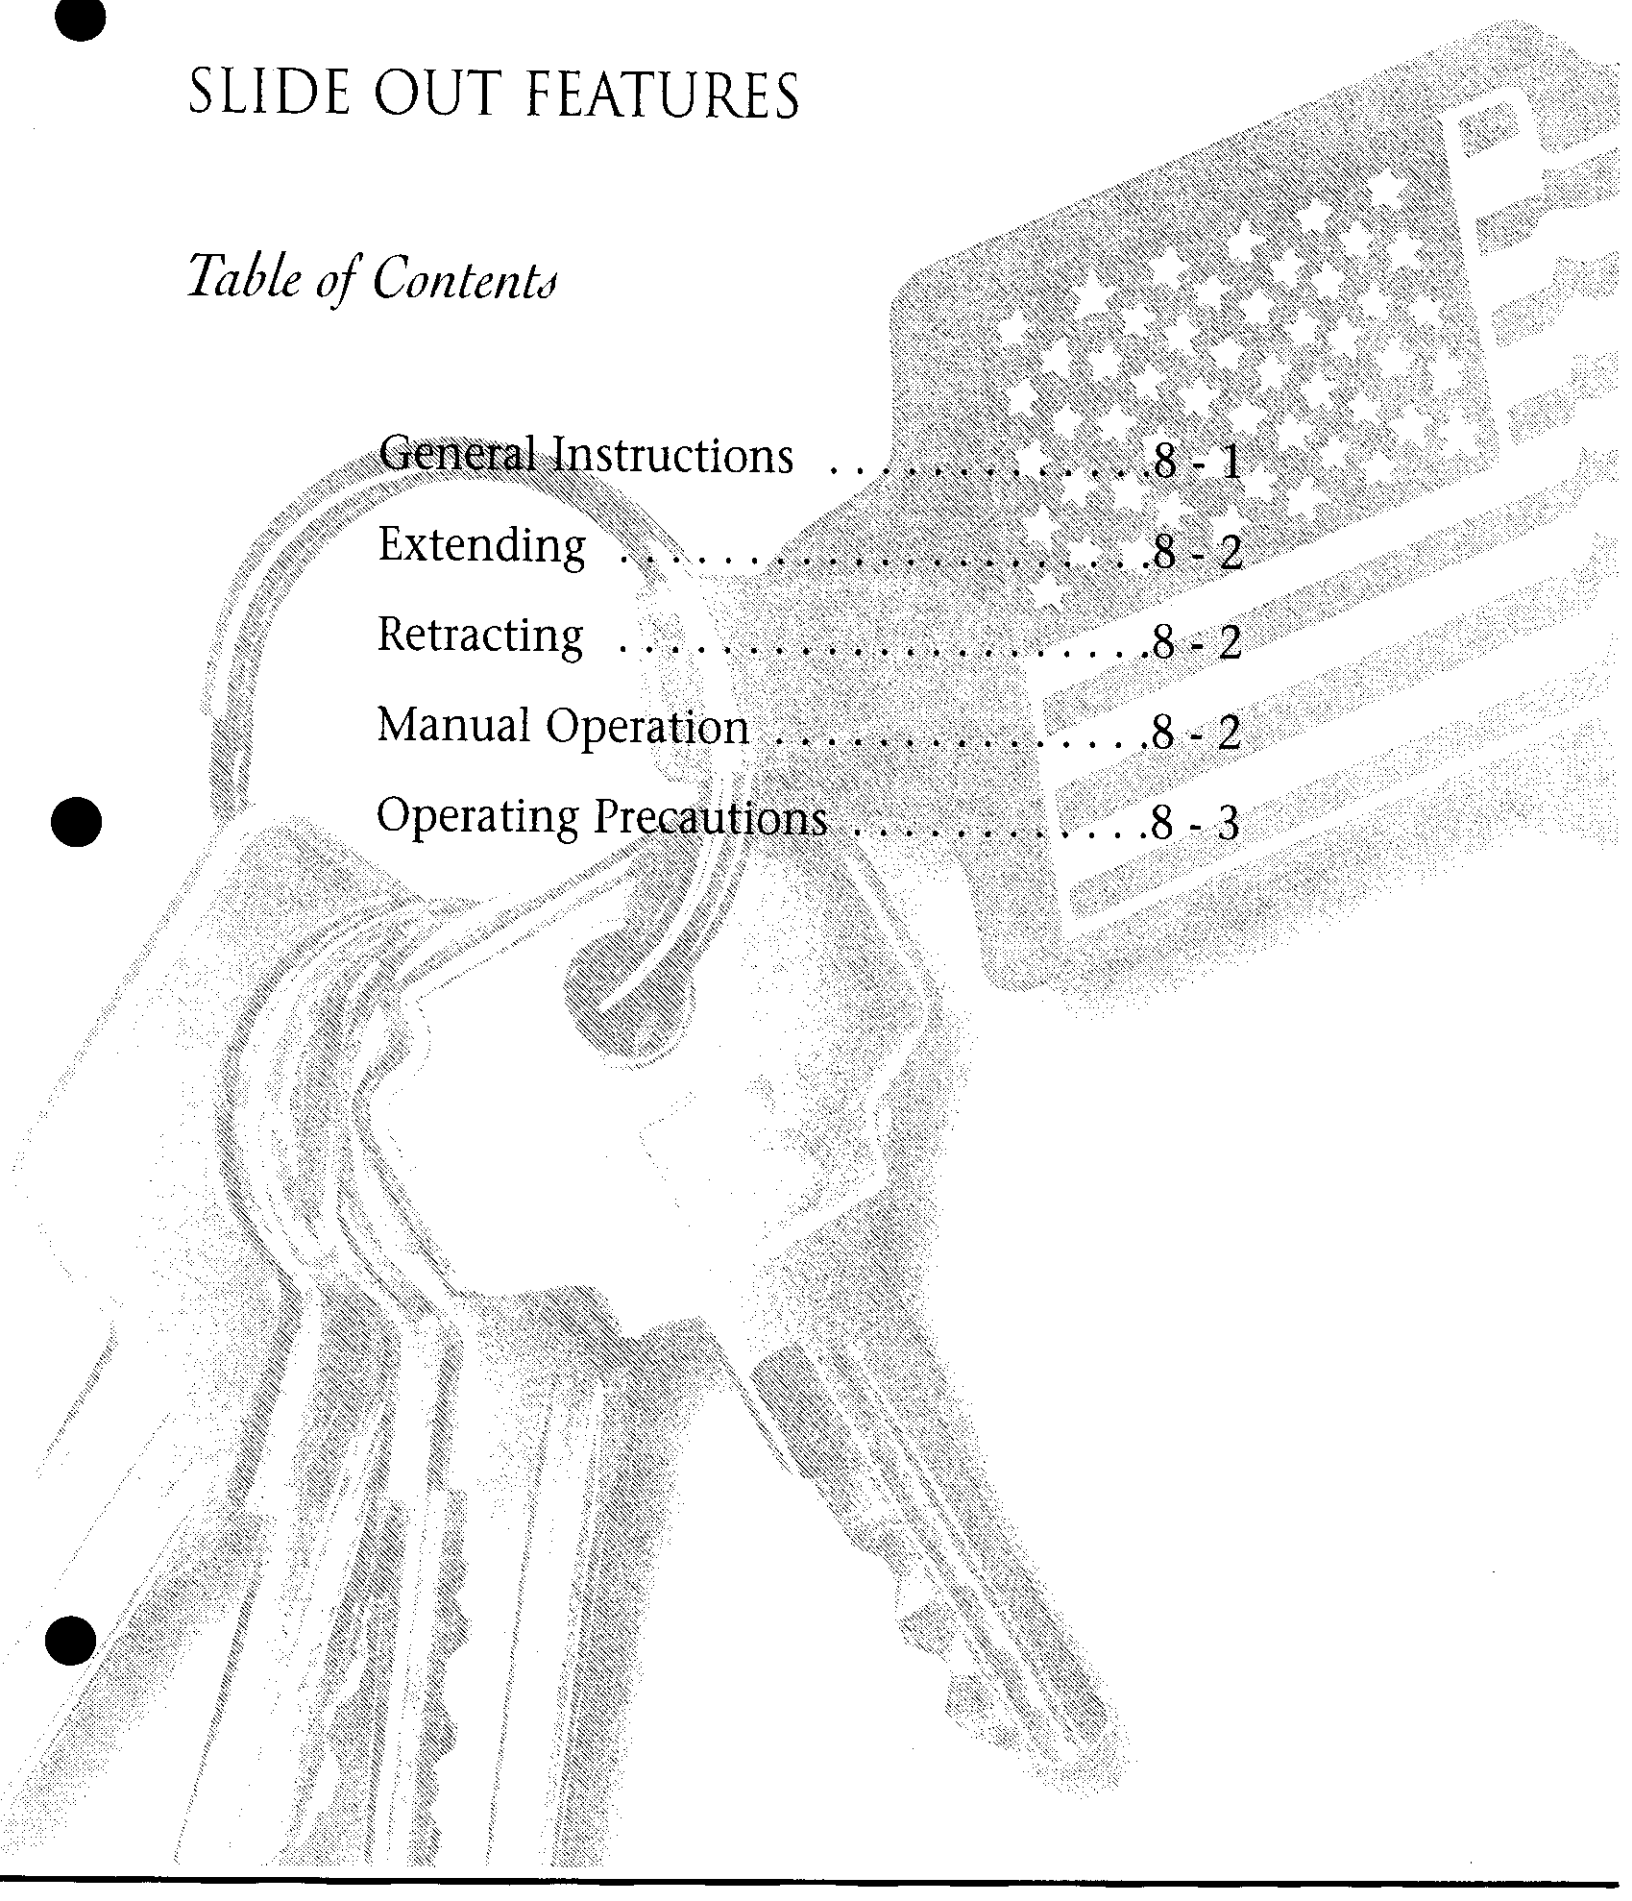 SLIDE OUT FEATURES
Table of Contents
General Instructions . . . . . . . . . . . . .8 - 1
Extending . . . . . . . . . . . . . . . . . . . . .8 - 2
Retracting . . . . . . . . . . . . . . . . . . . . .8 - 2
Manual Operation . . . . . . . . . . . . . . .8 - 2
Operating Precautions . . . . . . . . . . . .8 - 3